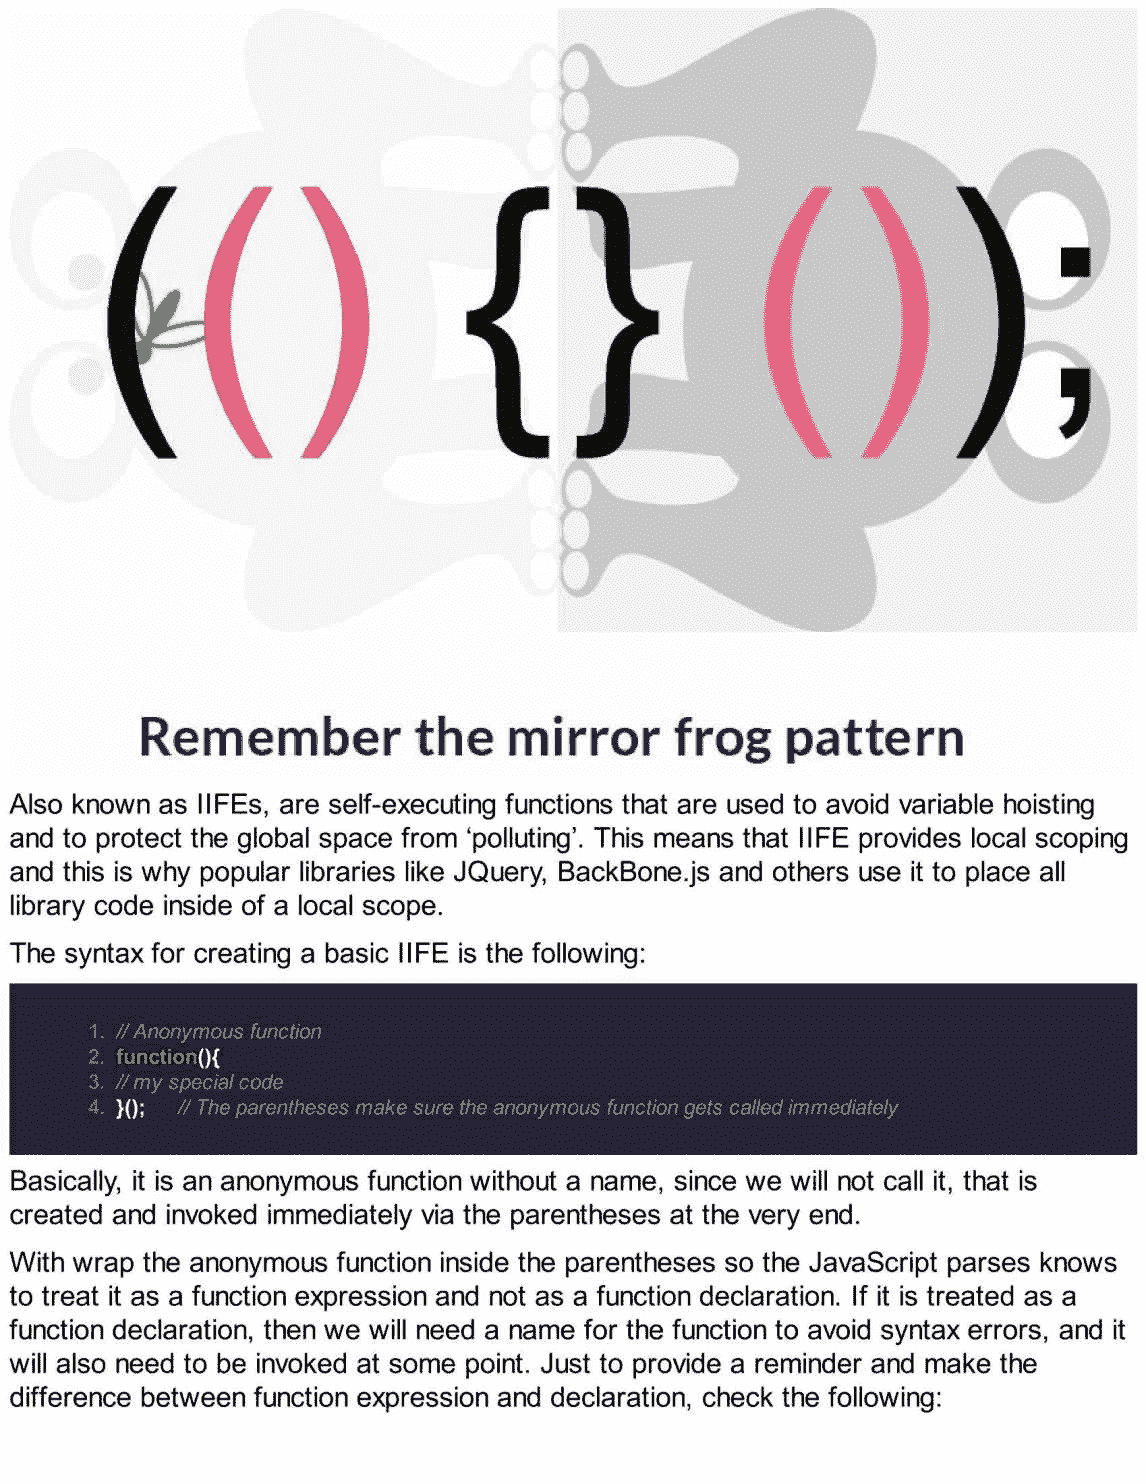 (() {} ());
Remember the mirror frog pattern
Also known as IIFEs, are self-executing functions that are used to avoid variable hoisting
and to protect the global space from ‘polluting’. This means that IIFE provides local scoping
and this is why popular libraries like JQuery, BackBone.js and others use it to place all
library code inside of a local scope.
The syntax for creating a basic IIFE is the following:
1. // Anonymous function
2. function(){
3. // my special code
4. }(); // The parentheses make sure the anonymous function gets called immediately
Basically, it is an anonymous function without a name, since we will not call it, that is
created and invoked immediately via the parentheses at the very end.
With wrap the anonymous function inside the parentheses so the JavaScript parses knows
to treat it as a function expression and not as a function declaration. If it is treated as a
function declaration, then we will need a name for the function to avoid syntax errors, and it
will also need to be invoked at some point. Just to provide a reminder and make the
difference between function expression and declaration, check the following: